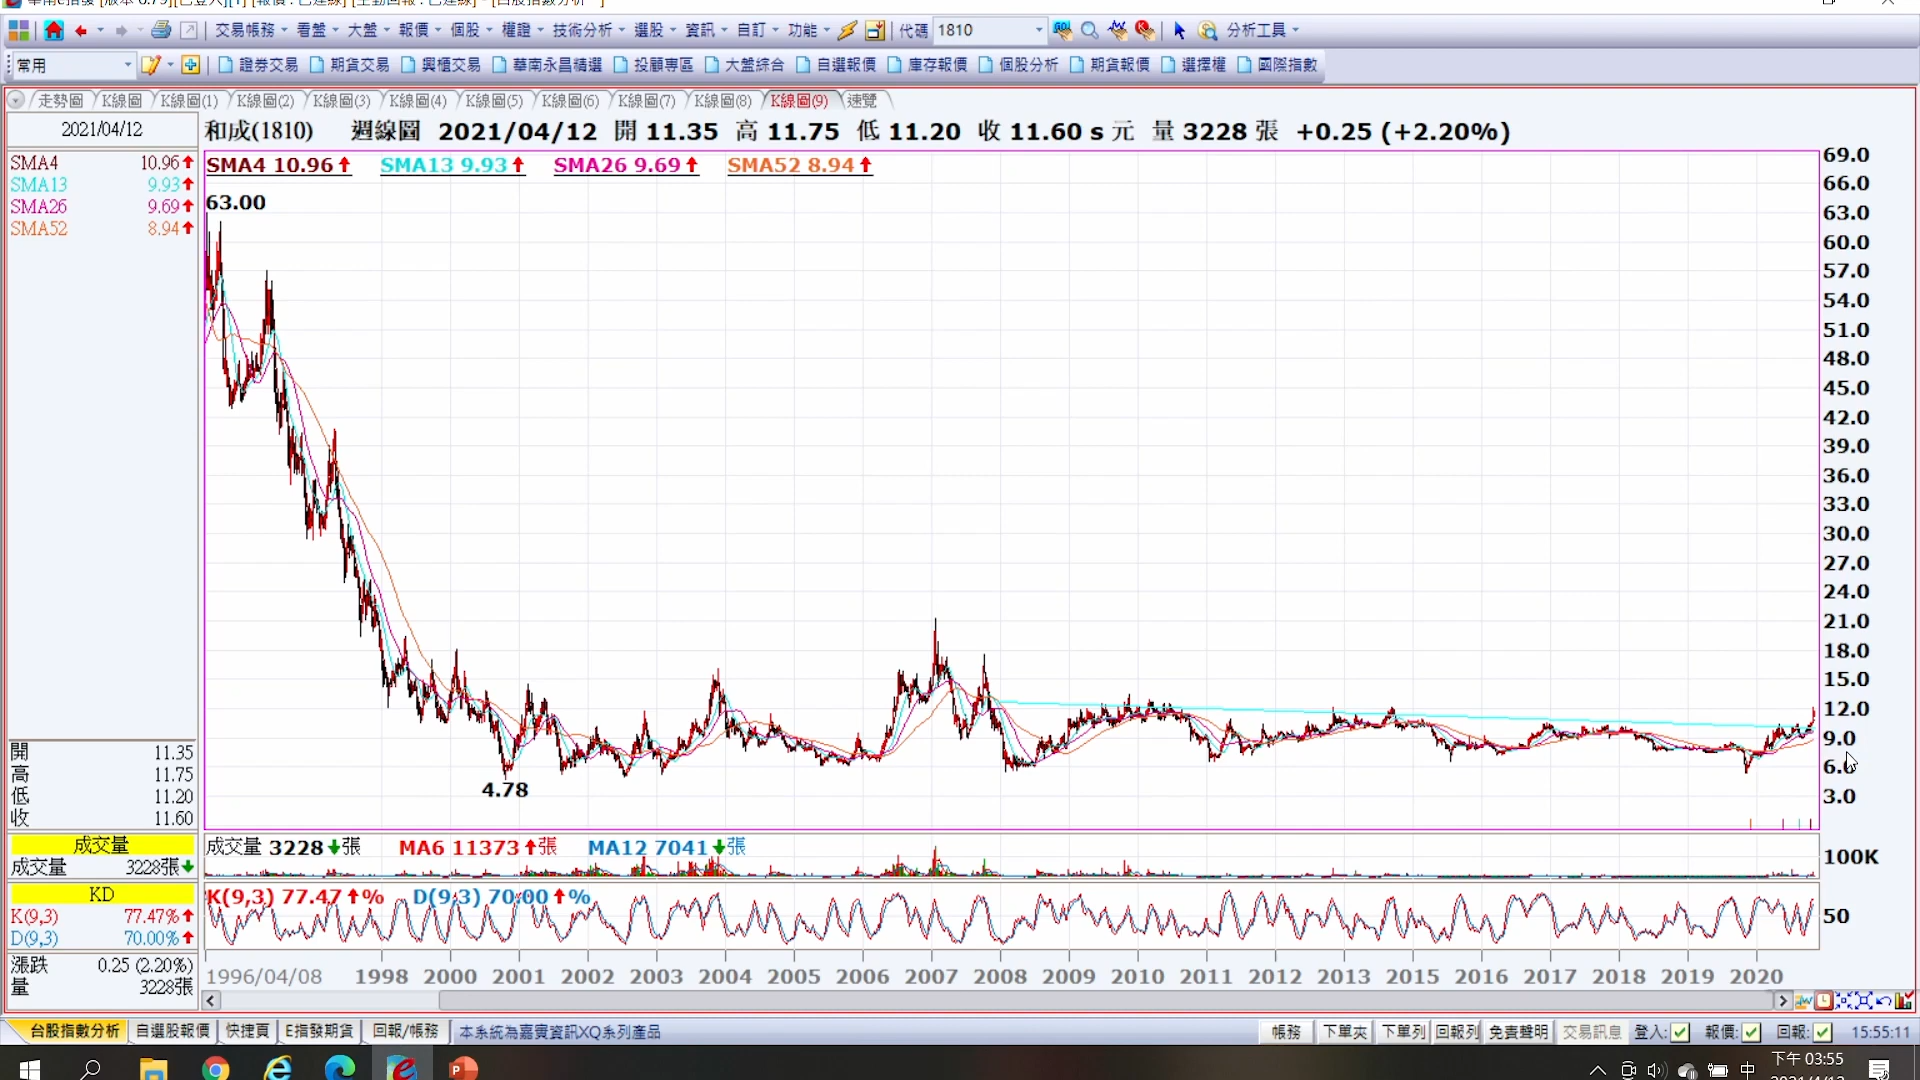 交易帳務 看盤 大盤 報價 個股 權證 技術分析 選股 資訊 自訂 功能 代碼 1810 分析工具
常用 證券交易 期貨交易 興櫃交易 華南永昌精選 投顧專區 大盤綜合 自選報價 庫存報價 個股分析 期貨報價 選擇權 國際指數
走勢圖 K線圖 K線圖(1) K線圖(2) K線圖(3) K線圖(4) K線圖(5) K線圖(6) K線圖(7) K線圖(8) K線圖(9) 速覽
2021/04/12 和成(1810) 週線圖 2021/04/12 開 11.35 高 11.75 低 11.20 收 11.60 s 元 量 3228 張 +0.25 (+2.20%)
SMA4 10.96
SMA13 9.93
SMA26 9.69
SMA52 8.94
SMA4 10.96 SMA13 9.93 SMA26 9.69 SMA52 8.94
63.00
4.78
69.0
66.0
63.0
60.0
57.0
54.0
51.0
48.0
45.0
42.0
39.0
36.0
33.0
30.0
27.0
24.0
21.0
18.0
15.0
12.0
9.0
6.0
3.0
開 11.35
高 11.75
低 11.20
收 11.60
成交量
成交量 3228張
成交量 3228 張 MA6 11373 張 MA12 7041 張
100K
KD
K(9,3) 77.47%
D(9,3) 70.00%
K(9,3) 77.47 % D(9,3) 70.00 %
50
漲跌 0.25 (2.20%)
量 3228張
1996/04/08 1998 2000 2001 2002 2003 2004 2005 2006 2007 2008 2009 2010 2011 2012 2013 2015 2016 2017 2018 2019 2020
台股指數分析 自選股報價 快捷頁 E指發期貨 回報/帳務 本系統為嘉實資訊XQ系列產品 帳務 下單夾 下單列 回報列 免責聲明 交易訊息 登入: 報價: 回報: 15:55:11
中 下午 03:55